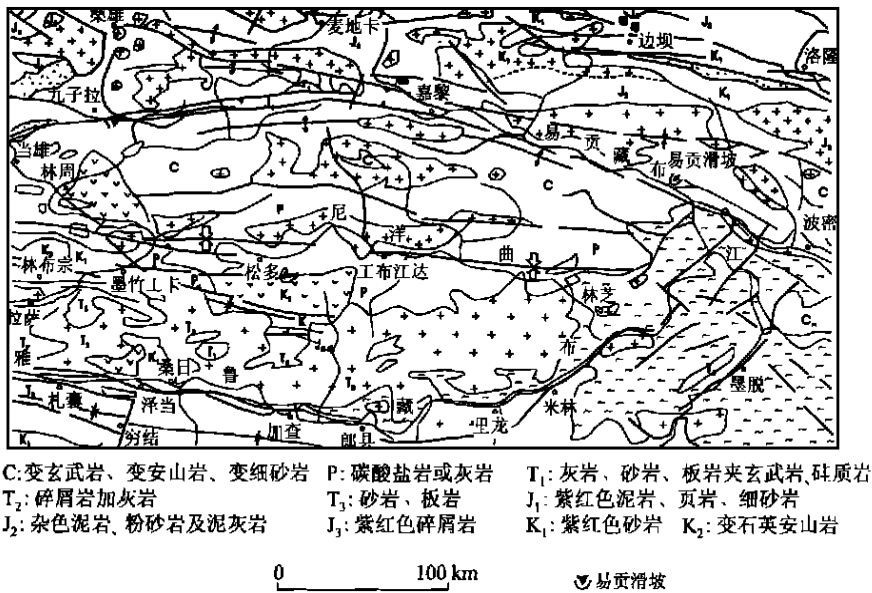 桑雄
麦地卡
边坝
洛隆
九子拉
嘉黎
易 贡 藏 布
易贡滑坡
当雄
林周
C
尼 洋 曲
P
波密
江
林布宗
墨竹工卡
松多
工布江达
林芝
拉萨
雅 鲁 藏 布
桑日
墨脱
札囊
泽当
加查
朗县
里龙
米林
穷结
C:变玄武岩、变安山岩、变细砂岩 P:碳酸盐岩或灰岩 T₁:灰岩、砂岩、板岩夹玄武岩、硅质岩
T₂:碎屑岩加灰岩 T₃:砂岩、板岩 J₁:紫红色泥岩、页岩、细砂岩
J₂:杂色泥岩、粉砂岩及泥灰岩 J₃:紫红色碎屑岩 K₁:紫红色砂岩 K₂:变石英安山岩
0 100 km
易贡滑坡